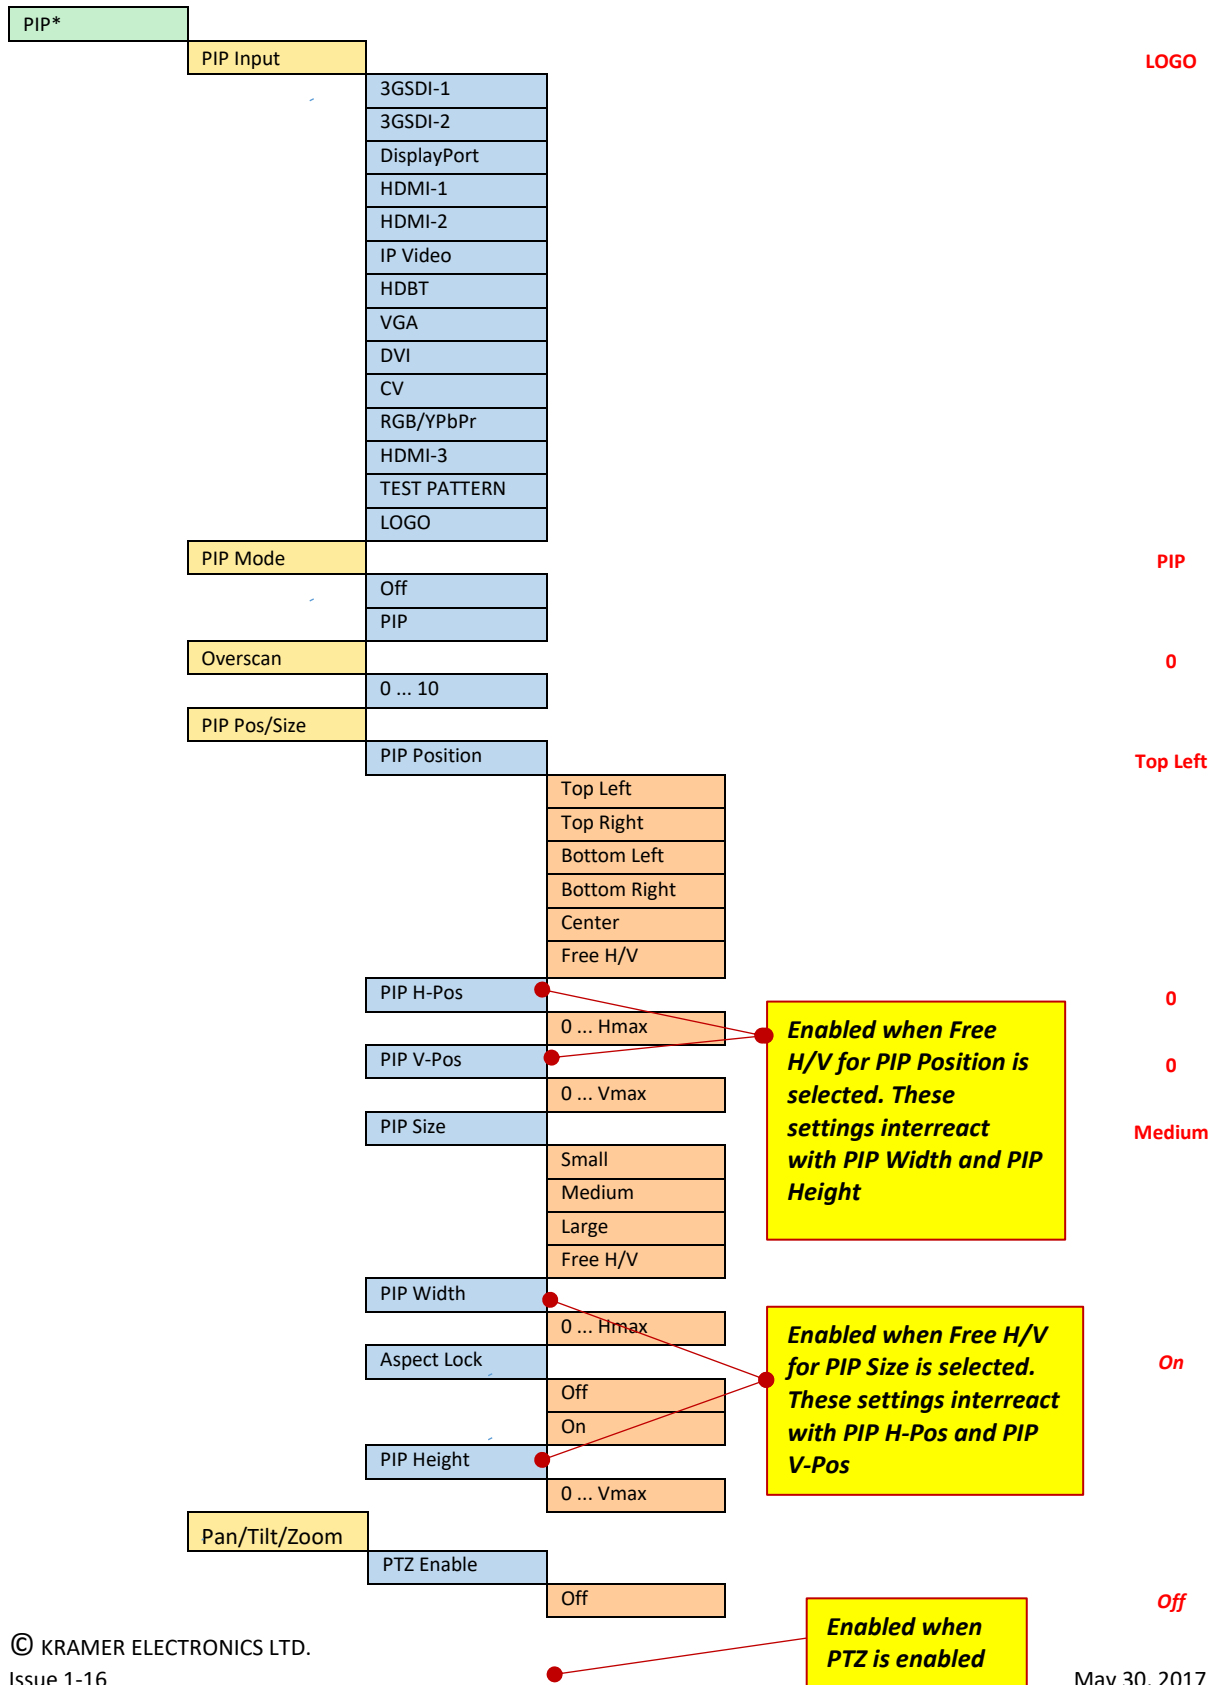 PIP*
PIP Input
LOGO
3GSDI-1
3GSDI-2
DisplayPort
HDMI-1
HDMI-2
IP Video
HDBT
VGA
DVI
CV
RGB/YPbPr
HDMI-3
TEST PATTERN
LOGO
PIP Mode
PIP
Off
PIP
Overscan
0
0 ... 10
PIP Pos/Size
PIP Position
Top Left
Top Left
Top Right
Bottom Left
Bottom Right
Center
Free H/V
PIP H-Pos
0
0 ... Hmax
PIP V-Pos
0
0 ... Vmax
Enabled when Free
H/V for PIP Position is
selected. These
settings interreact
with PIP Width and PIP
Height
PIP Size
Medium
Small
Medium
Large
Free H/V
PIP Width
0 ... Hmax
Aspect Lock
On
Off
On
PIP Height
0 ... Vmax
Enabled when Free H/V
for PIP Size is selected.
These settings interreact
with PIP H-Pos and PIP
V-Pos
Pan/Tilt/Zoom
PTZ Enable
Off
Off
Enabled when
PTZ is enabled
© KRAMER ELECTRONICS LTD.
Issue 1-16
May 30, 2017